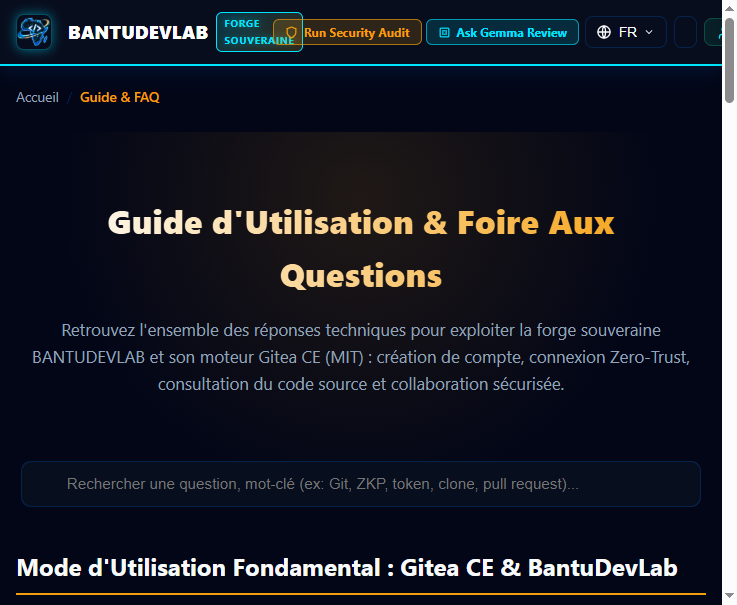 BANTUDEVLAB
FORGE
SOUVERAINE
Run Security Audit
Ask Gemma Review
FR
Accueil / Guide & FAQ
Guide d'Utilisation & Foire Aux
Questions
Retrouvez l'ensemble des réponses techniques pour exploiter la forge souveraine
BANTUDEVLAB et son moteur Gitea CE (MIT) : création de compte, connexion Zero-Trust,
consultation du code source et collaboration sécurisée.
Rechercher une question, mot-clé (ex: Git, ZKP, token, clone, pull request)...
Mode d'Utilisation Fondamental : Gitea CE & BantuDevLab